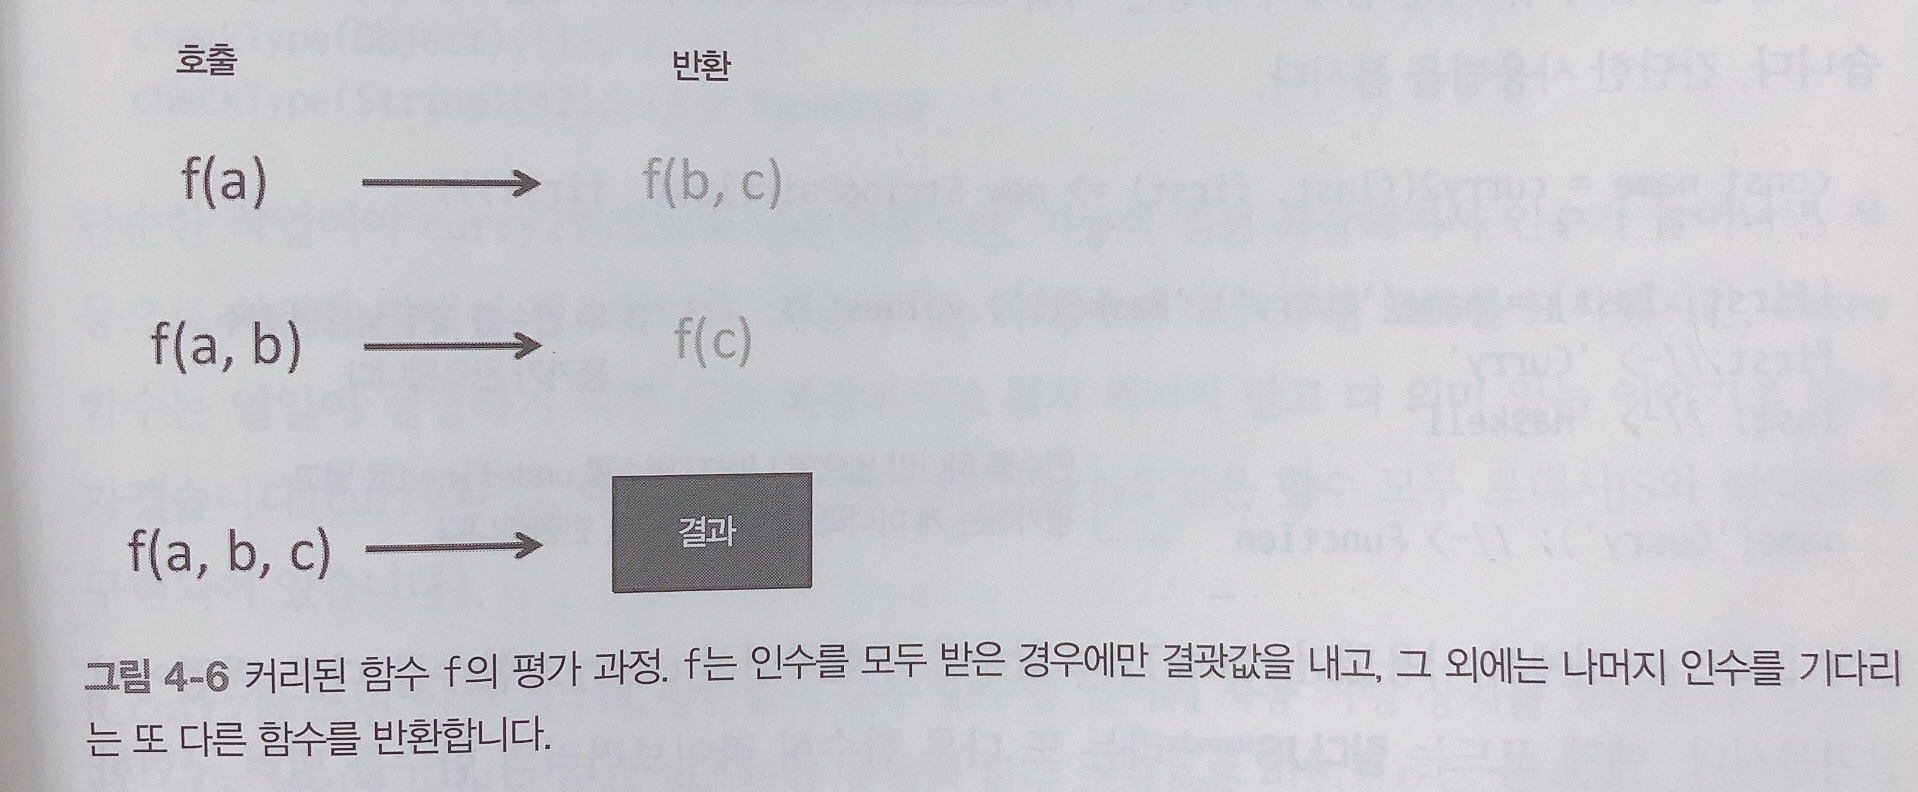 호출 반환
f(a) f(b, c)
f(a, b) f(c)
f(a, b, c) 결과
그림 4-6 커리된 함수 f의 평가 과정. f는 인수를 모두 받은 경우에만 결괏값을 내고, 그 외에는 나머지 인수를 기다리
는 또 다른 함수를 반환합니다.